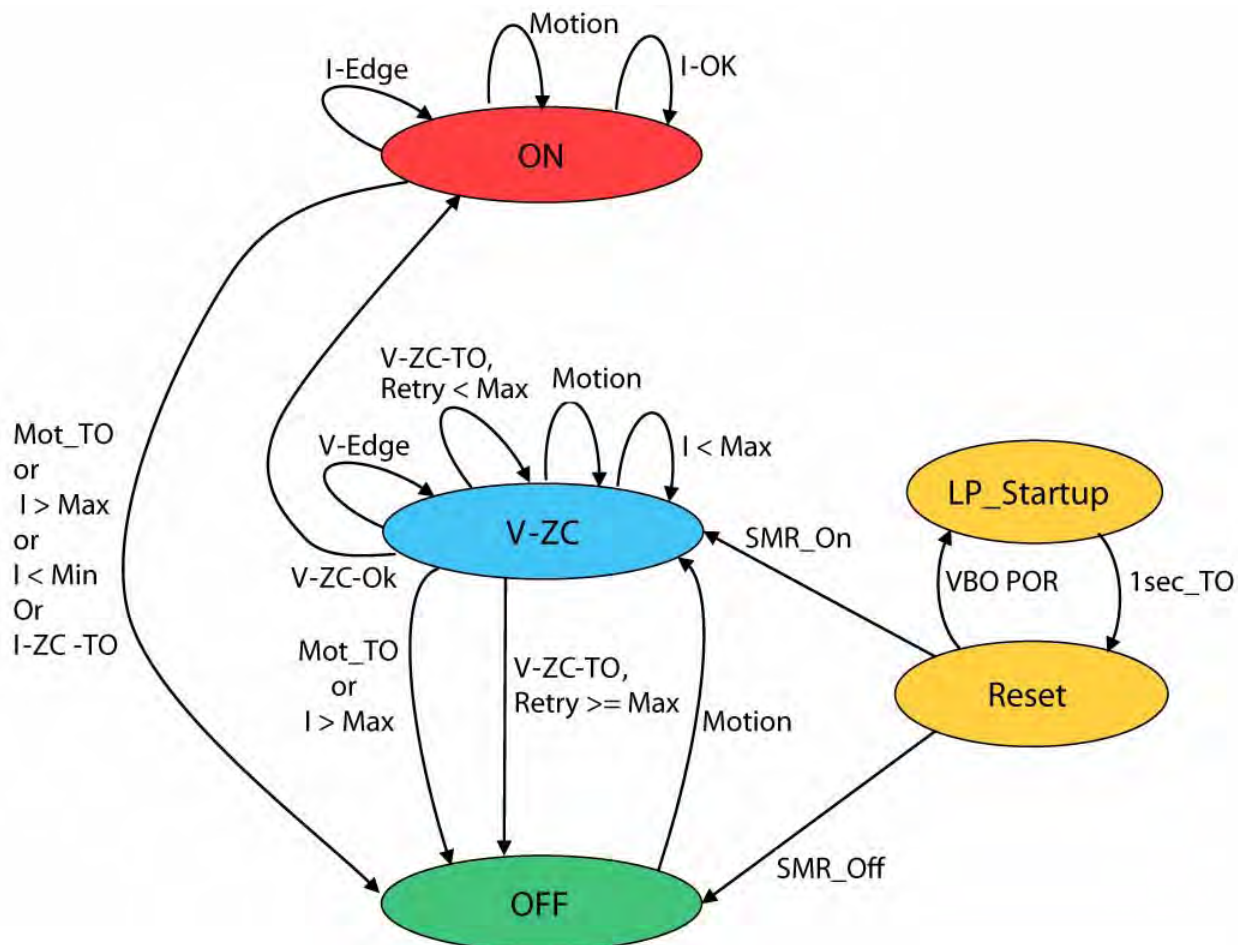 Motion
I-Edge
I-OK
ON
V-ZC-TO,
Retry < Max
Motion
V-Edge
I < Max
V-ZC
V-ZC-Ok
Mot_TO
or
I > Max
or
I < Min
Or
I-ZC -TO
LP_Startup
SMR_On
VBO POR
1sec_TO
Reset
Mot_TO
or
I > Max
V-ZC-TO,
Retry >= Max
Motion
SMR_Off
OFF